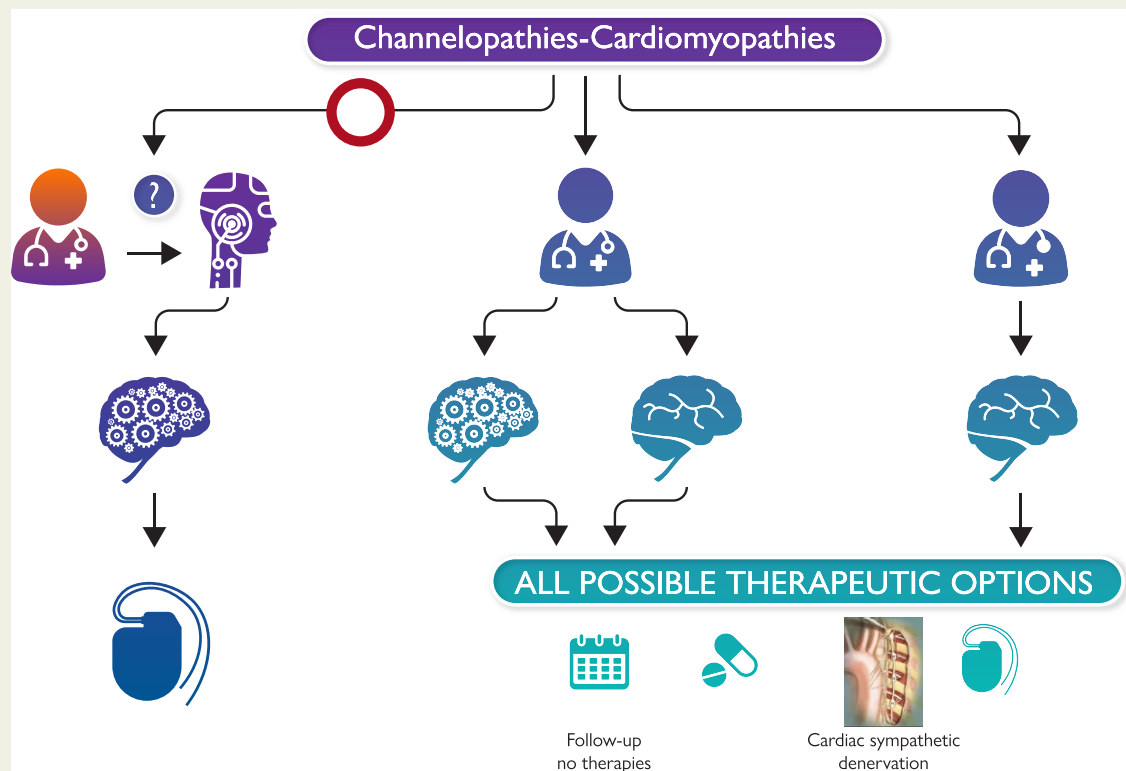 Channelopathies-Cardiomyopathies
?
ALL POSSIBLE THERAPEUTIC OPTIONS
Follow-up
no therapies
Cardiac sympathetic
denervation